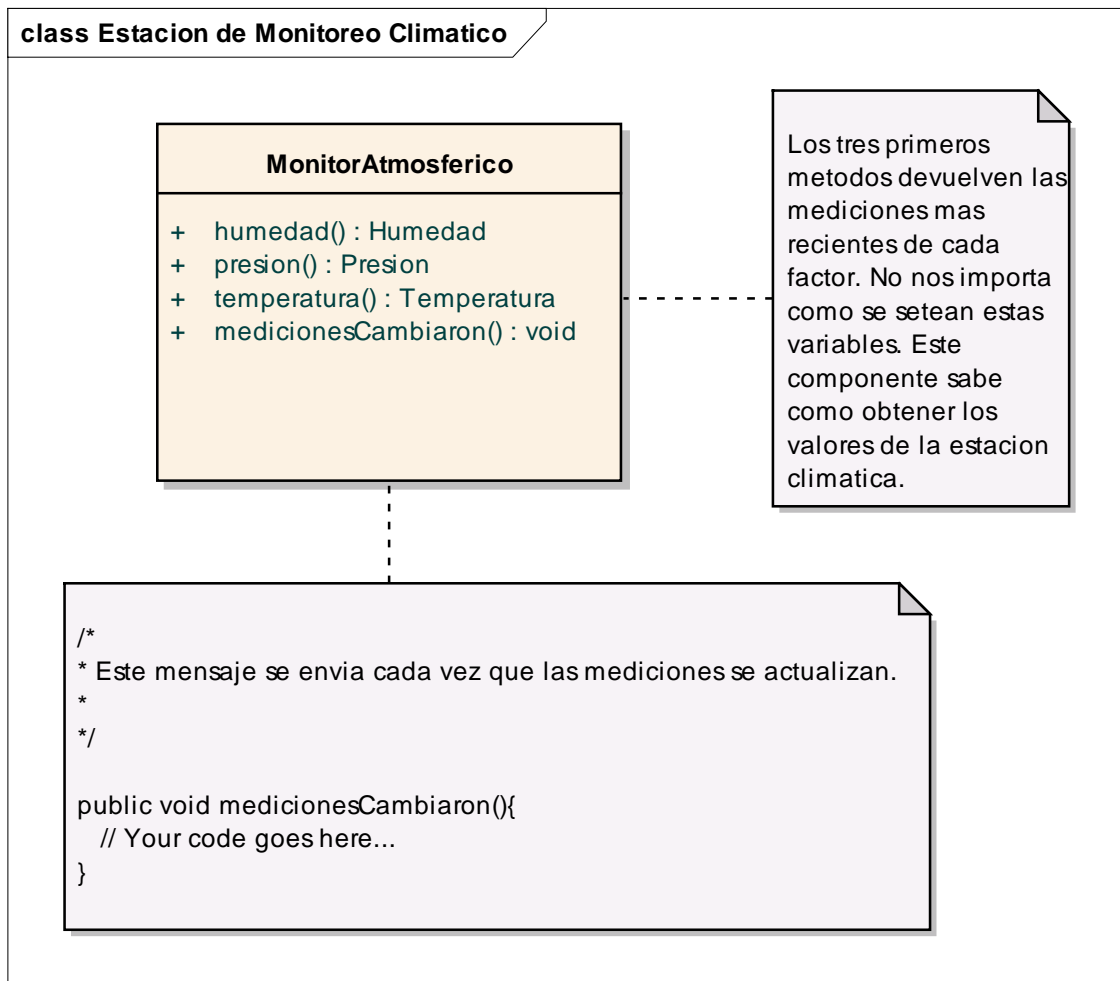 class Estacion de Monitoreo Climatico
MonitorAtmosferico
+ humedad() : Humedad
+ presion() : Presion
+ temperatura() : Temperatura
+ medicionesCambiaron() : void
Los tres primeros
metodos devuelven las
mediciones mas
recientes de cada
factor. No nos importa
como se setean estas
variables. Este
componente sabe
como obtener los
valores de la estacion
climatica.
/*
* Este mensaje se envia cada vez que las mediciones se actualizan.
*
*/
public void medicionesCambiaron(){
// Your code goes here...
}